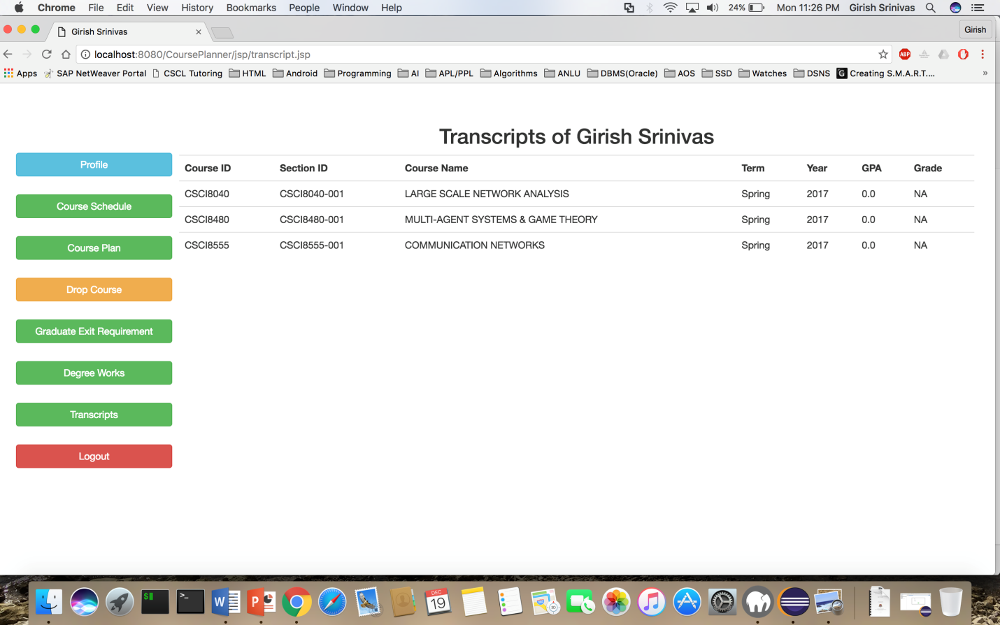 Chrome File Edit View History Bookmarks People Window Help 24% Mon 11:26 PM Girish Srinivas
Girish Srinivas Girish
localhost:8080/CoursePlanner/jsp/transcript.jsp ABP
Apps SAP NetWeaver Portal CSCL Tutoring HTML Android Programming AI APL/PPL Algorithms ANLU DBMS(Oracle) AOS SSD Watches DSNS G Creating S.M.A.R.T.... »
Transcripts of Girish Srinivas
Profile
Course Schedule
Course Plan
Drop Course
Graduate Exit Requirement
Degree Works
Transcripts
Logout
Course ID Section ID Course Name Term Year GPA Grade
CSCI8040 CSCI8040-001 LARGE SCALE NETWORK ANALYSIS Spring 2017 0.0 NA
CSCI8480 CSCI8480-001 MULTI-AGENT SYSTEMS & GAME THEORY Spring 2017 0.0 NA
CSCI8555 CSCI8555-001 COMMUNICATION NETWORKS Spring 2017 0.0 NA
$ >_ W P DEC
19